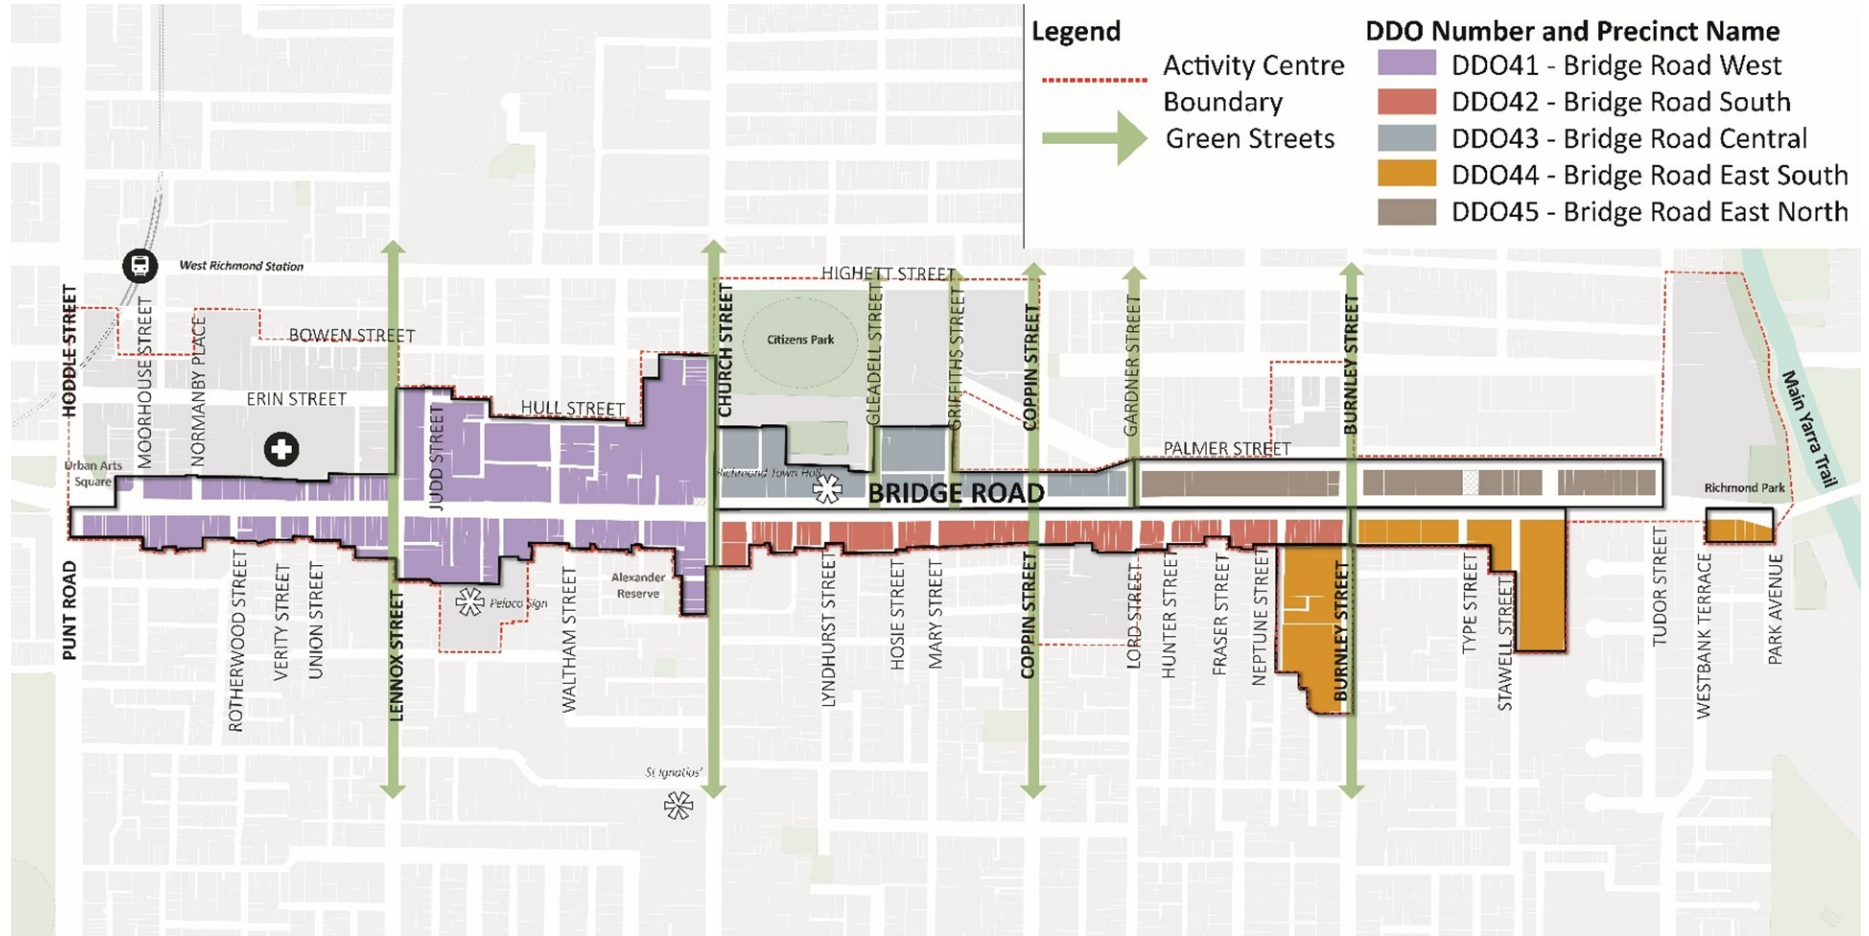 Legend
Activity Centre
Boundary
Green Streets
DDO Number and Precinct Name
DDO41 - Bridge Road West
DDO42 - Bridge Road South
DDO43 - Bridge Road Central
DDO44 - Bridge Road East South
DDO45 - Bridge Road East North
West Richmond Station
HIGHETT STREET
HODDLE STREET
MOORHOUSE STREET
NORMANBY PLACE
BOWEN STREET
ERIN STREET
HULL STREET
JUDD STREET
CHURCH STREET
Citizens Park
GLEADELL STREET
GRIFFITHS STREET
COPPIN STREET
GARDNER STREET
BURNLEY STREET
PALMER STREET
Main Yarra Trail
Urban Arts
Square
Richmond Town Hall
BRIDGE ROAD
Richmond Park
PUNT ROAD
ROTHERWOOD STREET
VERITY STREET
UNION STREET
LENNOX STREET
Pelaco Sign
WALTHAM STREET
Alexander
Reserve
LYNDHURST STREET
HOSIE STREET
MARY STREET
COPPIN STREET
LORD STREET
HUNTER STREET
FRASER STREET
NEPTUNE STREET
BURNLEY STREET
TYPE STREET
STAWELL STREET
TUDOR STREET
WESTBANK TERRACE
PARK AVENUE
St Ignatius'